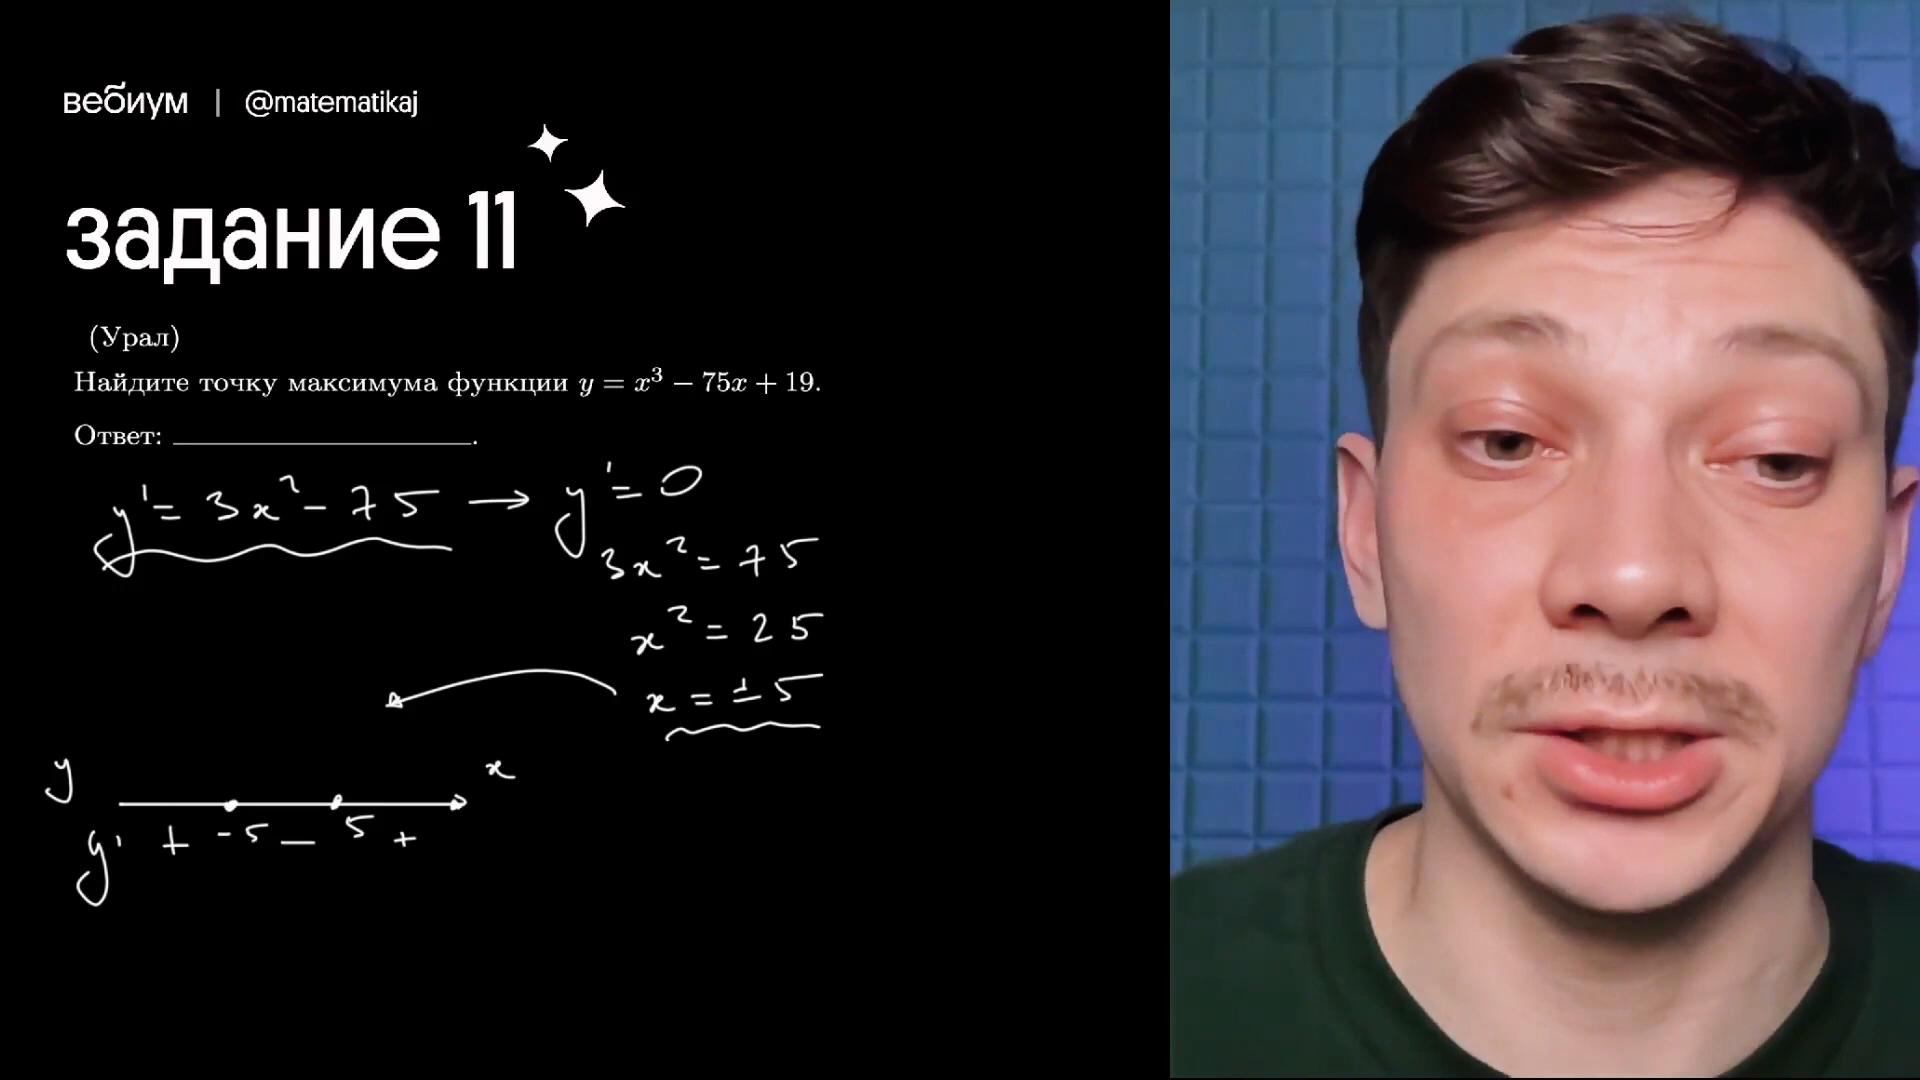 вебиум | @matematikaj
задание 11
(Урал)
Найдите точку максимума функции y = x³ − 75x + 19.
Ответ: ____________________.
y' = 3x² − 75 → y' = 0
3x² = 75
x² = 25
x = ±5
y
x
y' + −5 − 5 +